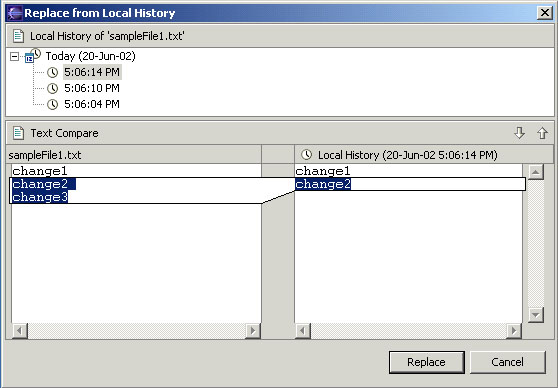 Replace from Local History
Local History of 'sampleFile1.txt'
Today (20-Jun-02)
5:06:14 PM
5:06:10 PM
5:06:04 PM
Text Compare
sampleFile1.txt
Local History (20-Jun-02 5:06:14 PM)
change1
change2
change3
change1
change2
Replace
Cancel